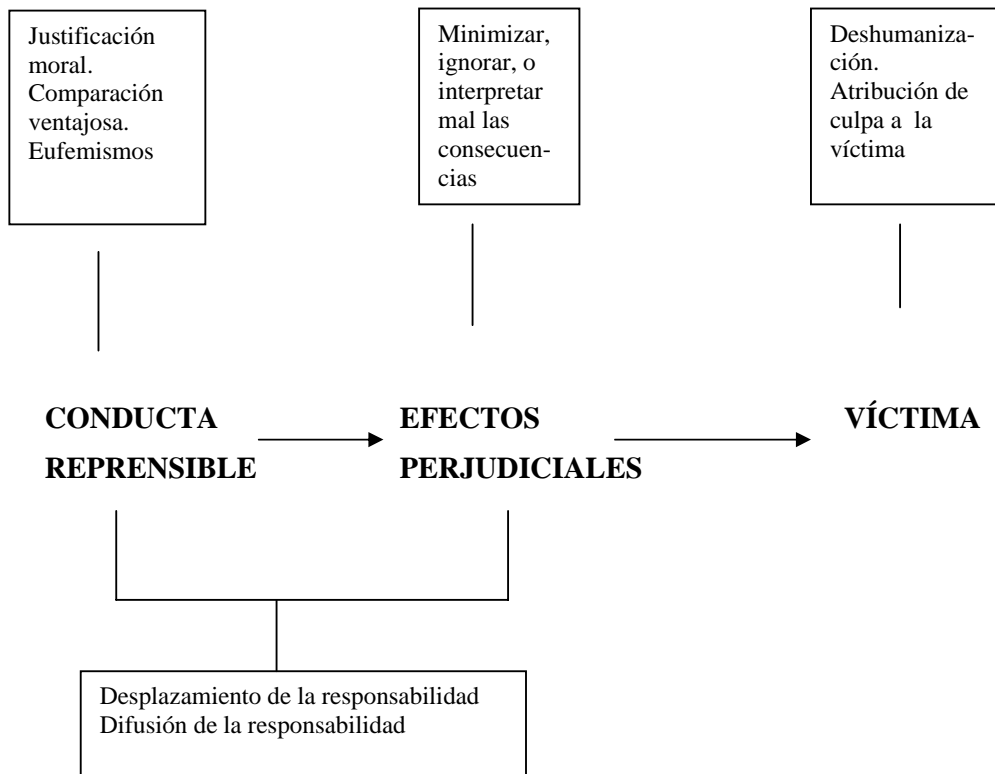 Justificación
moral.
Comparación
ventajosa.
Eufemismos
Minimizar,
ignorar, o
interpretar
mal las
consecuen-
cias
Deshumaniza-
ción.
Atribución de
culpa a la
víctima
CONDUCTA
REPRENSIBLE
EFECTOS
PERJUDICIALES
VÍCTIMA
Desplazamiento de la responsabilidad
Difusión de la responsabilidad